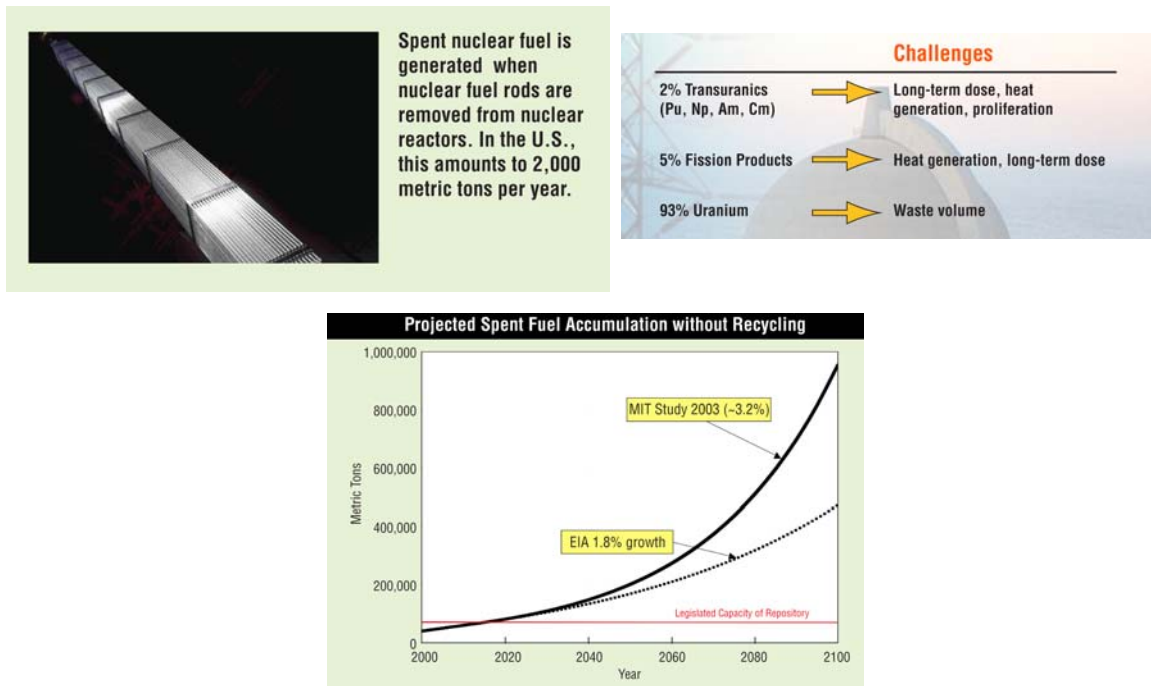 Spent nuclear fuel is
generated when
nuclear fuel rods are
removed from nuclear
reactors. In the U.S.,
this amounts to 2,000
metric tons per year.
Challenges
2% Transuranics
(Pu, Np, Am, Cm)
Long-term dose, heat
generation, proliferation
5% Fission Products
Heat generation, long-term dose
93% Uranium
Waste volume
Projected Spent Fuel Accumulation without Recycling
1,000,000
800,000
600,000
400,000
200,000
0
Metric Tons
MIT Study 2003 (~3.2%)
EIA 1.8% growth
Legislated Capacity of Repository
2000
2020
2040
2060
2080
2100
Year